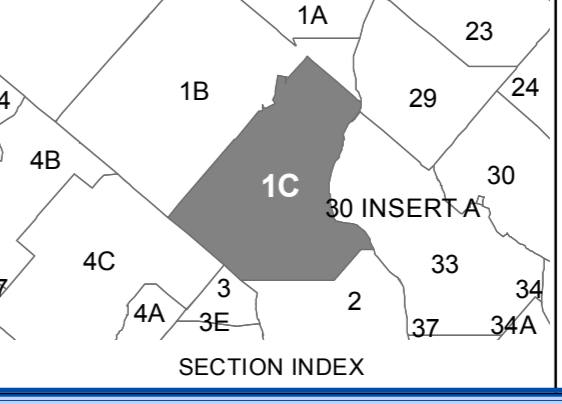 1A
23
1B
29
24
4
4B
1C
30
30 INSERT A
4C
33
7
3
34
4A
3E
2
37
34A
SECTION INDEX